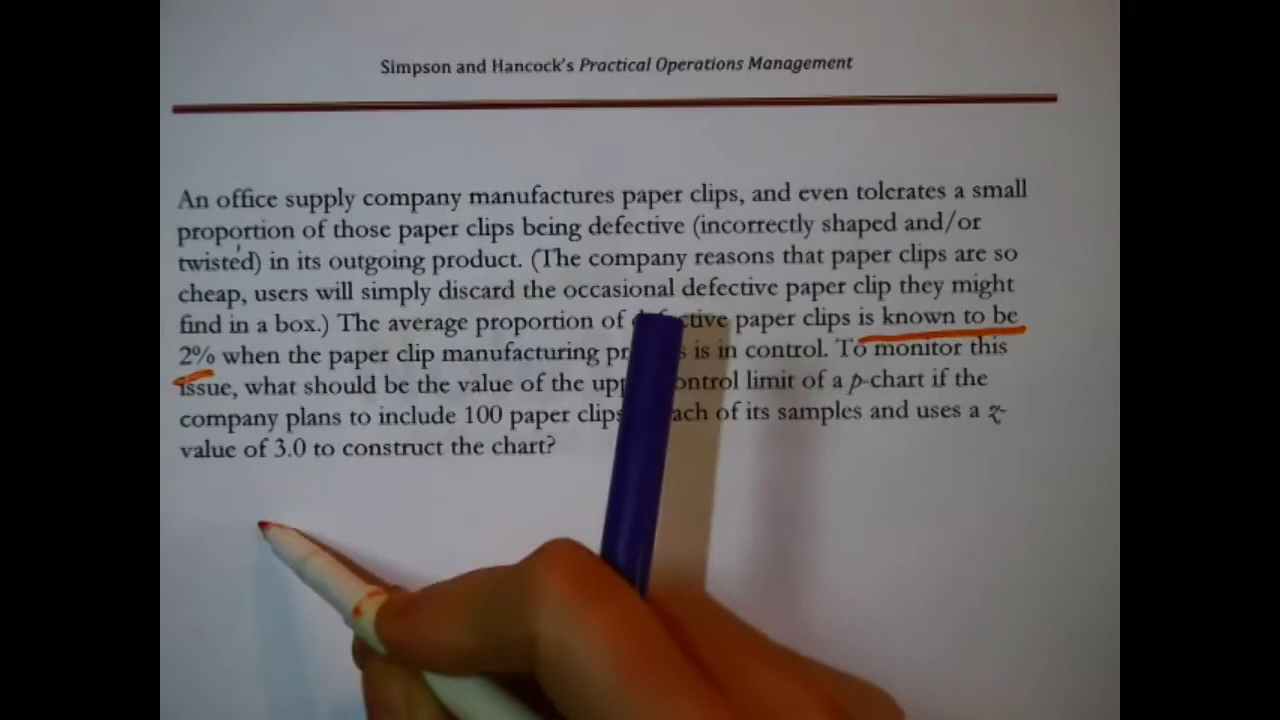 Simpson and Hancock's Practical Operations Management
An office supply company manufactures paper clips, and even tolerates a small
proportion of those paper clips being defective (incorrectly shaped and/or
twisted) in its outgoing product. (The company reasons that paper clips are so
cheap, users will simply discard the occasional defective paper clip they might
find in a box.) The average proportion of defective paper clips is known to be
2% when the paper clip manufacturing is in control. To monitor this
issue, what should be the value of the control limit of a p-chart if the
company plans to include 100 paper clips each of its samples and uses a z-
value of 3.0 to construct the chart?